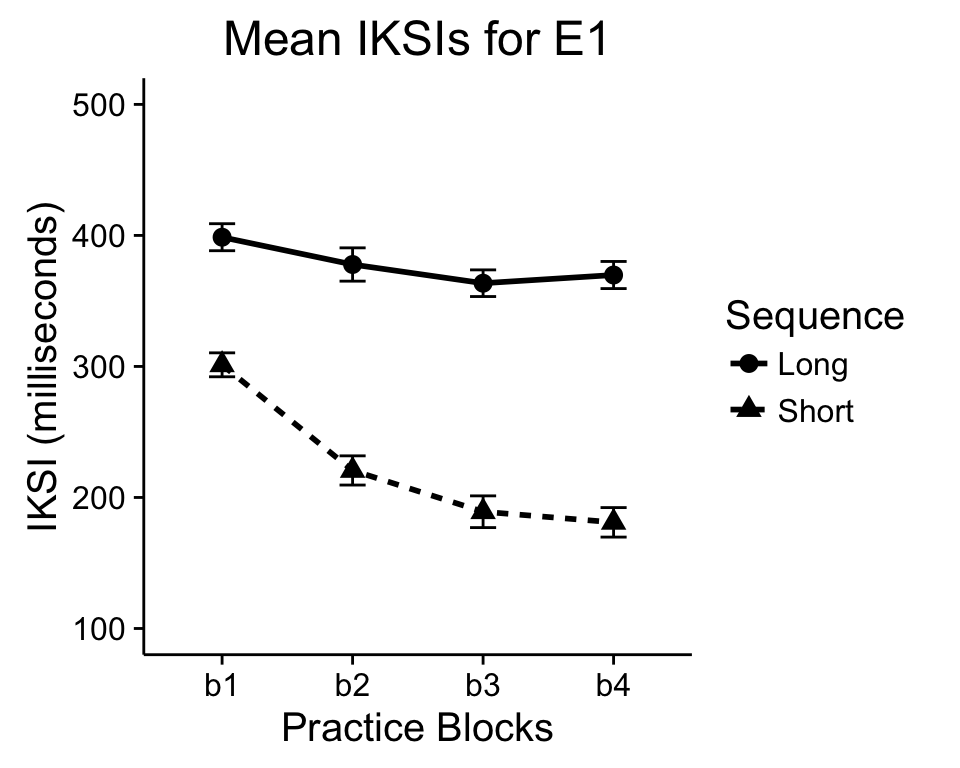 Mean IKSIs for E1
IKSI (milliseconds)
500
400
300
200
100
b1 b2 b3 b4
Practice Blocks
Sequence
Long
Short